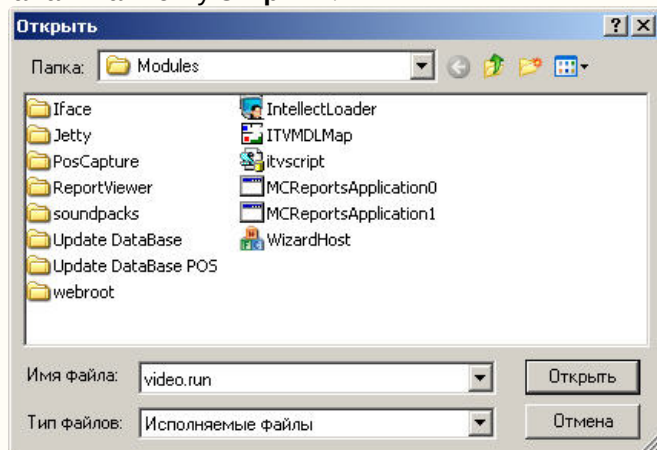 Открыть
Папка: Modules
Iface
Jetty
PosCapture
ReportViewer
soundpacks
Update DataBase
Update DataBase POS
webroot
IntellectLoader
ITVMDLMap
itvscript
MCReportsApplication0
MCReportsApplication1
WizardHost
Имя файла: video.run Открыть
Тип файлов: Исполняемые файлы Отмена